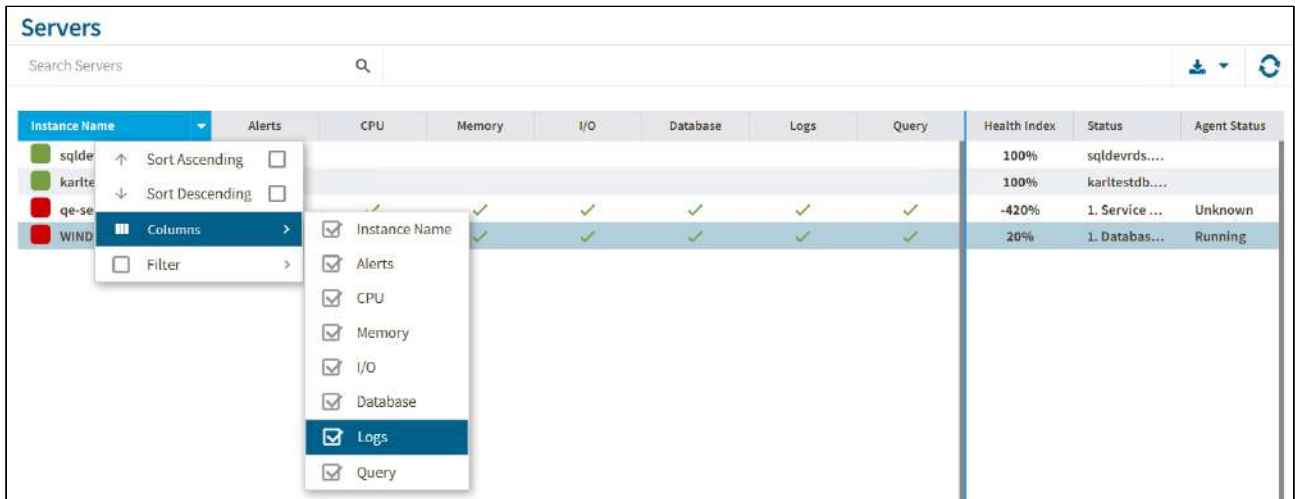 Servers
Search Servers
Instance Name Alerts CPU Memory I/O Database Logs Query Health Index Status Agent Status
sqlde 100% sqldevrds....
karlte 100% karltestdb....
qe-se -420% 1. Service ... Unknown
WIND 20% 1. Databas... Running
Sort Ascending
Sort Descending
Columns
Filter
Instance Name
Alerts
CPU
Memory
I/O
Database
Logs
Query